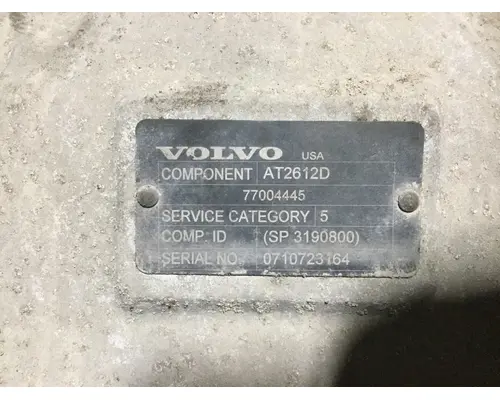 VOLVO USA
COMPONENT AT2612D
77004445
SERVICE CATEGORY 5
COMP. ID (SP 3190800)
SERIAL NO. 0710723164